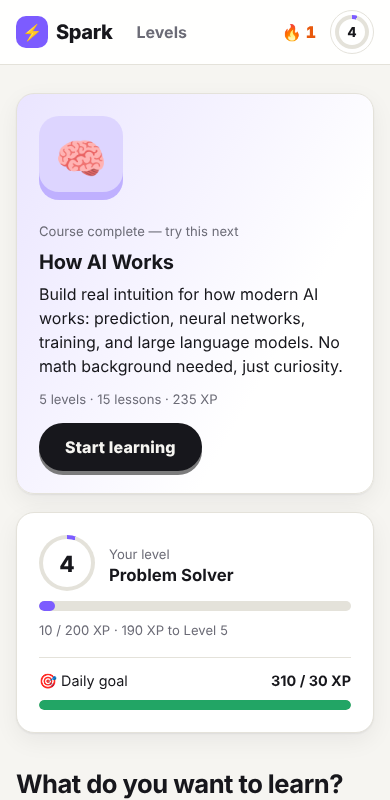 Spark
Levels
1
4
Course complete — try this next
How AI Works
Build real intuition for how modern AI
works: prediction, neural networks,
training, and large language models. No
math background needed, just curiosity.
5 levels · 15 lessons · 235 XP
Start learning
4
Your level
Problem Solver
10 / 200 XP · 190 XP to Level 5
Daily goal
310 / 30 XP
What do you want to learn?